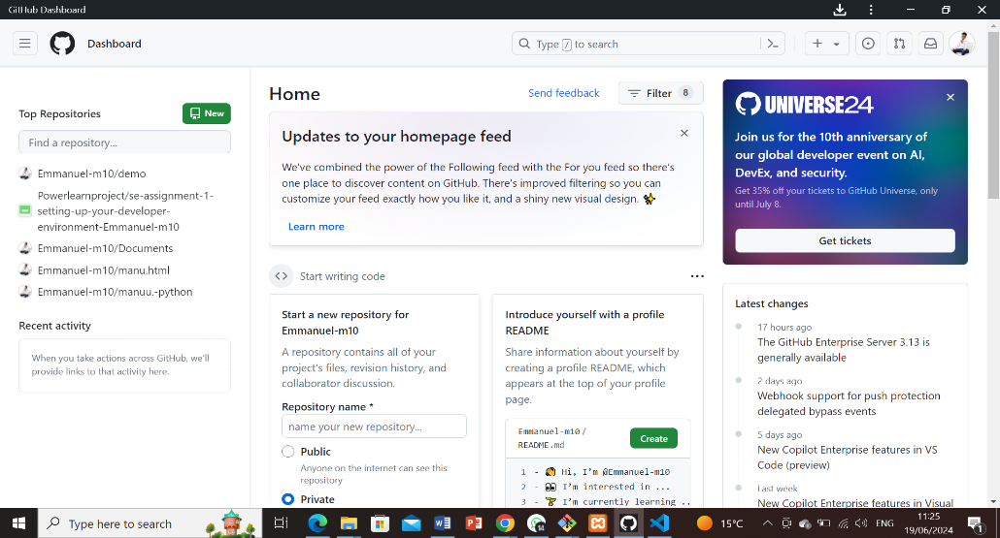 GitHub Dashboard
Dashboard
Type / to search
Top Repositories
New
Find a repository...
Emmanuel-m10/demo
Powerlearnproject/se-assignment-1-
setting-up-your-developer-
environment-Emmanuel-m10
Emmanuel-m10/Documents
Emmanuel-m10/manu.html
Emmanuel-m10/manuu.-python
Recent activity
When you take actions across GitHub, we'll
provide links to that activity here.
Home
Send feedback
Filter 8
Updates to your homepage feed
We've combined the power of the Following feed with the For you feed so there's
one place to discover content on GitHub. There's improved filtering so you can
customize your feed exactly how you like it, and a shiny new visual design. ✨
Learn more
Start writing code
Start a new repository for
Emmanuel-m10
A repository contains all of your
project's files, revision history, and
collaborator discussion.
Repository name *
name your new repository...
Public
Anyone on the internet can see this
repository
Private
Introduce yourself with a profile
README
Share information about yourself by
creating a profile README, which
appears at the top of your profile
page.
Emmanuel-m10/
README.md
Create
1 - 👋 Hi, I'm @Emmanuel-m10
2 - 👀 I'm interested in ...
3 - 🌱 I'm currently learning ..
UNIVERSE24
Join us for the 10th anniversary of
our global developer event on AI,
DevEx, and security.
Get 35% off your tickets to GitHub Universe, only
until July 8.
Get tickets
Latest changes
17 hours ago
The GitHub Enterprise Server 3.13 is
generally available
2 days ago
Webhook support for push protection
delegated bypass events
5 days ago
New Copilot Enterprise features in VS
Code (preview)
Last week
New Copilot Enterprise features in Visual
Type here to search
15°C
ENG
11:25
19/06/2024
1